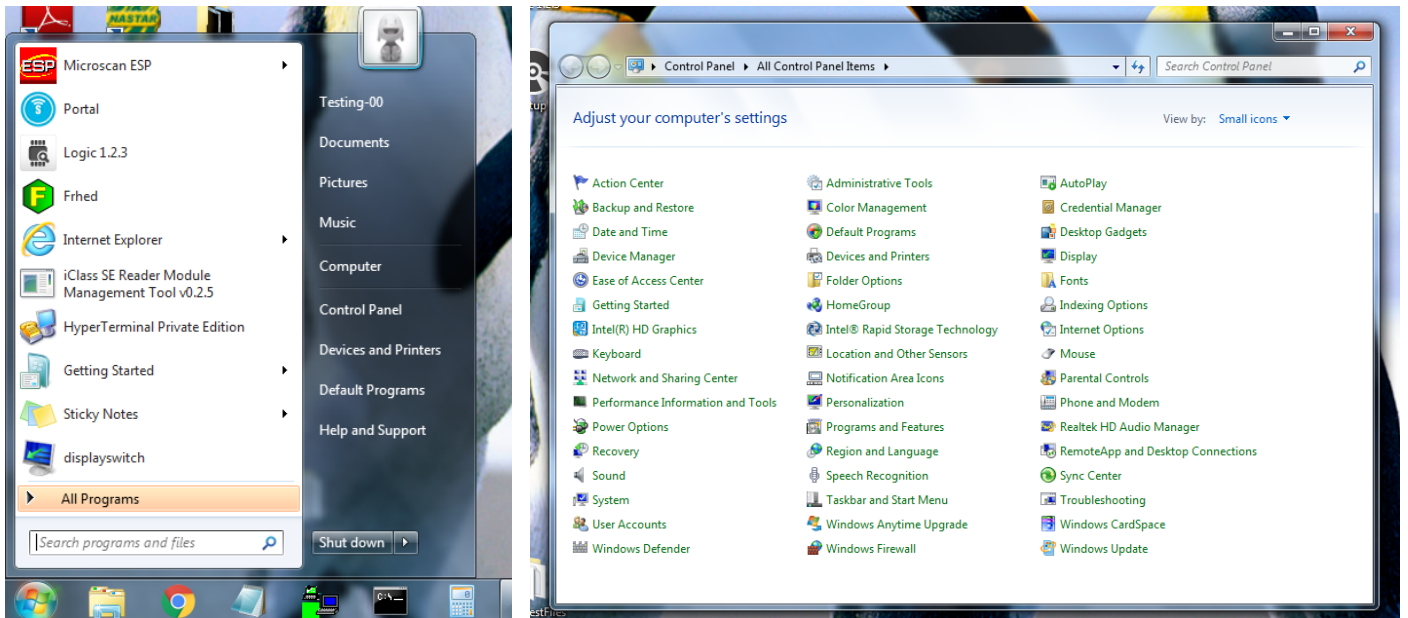 NASTAR
ESP
Microscan ESP
Portal
Logic 1.2.3
Frhed
Internet Explorer
iClass SE Reader Module
Management Tool v0.2.5
HyperTerminal Private Edition
Getting Started
Sticky Notes
displayswitch
All Programs
Search programs and files
Testing-00
Documents
Pictures
Music
Computer
Control Panel
Devices and Printers
Default Programs
Help and Support
Shut down
C:\_
Control Panel
All Control Panel Items
Search Control Panel
Adjust your computer's settings
View by: Small icons
Action Center
Administrative Tools
AutoPlay
Backup and Restore
Color Management
Credential Manager
Date and Time
Default Programs
Desktop Gadgets
Device Manager
Devices and Printers
Display
Ease of Access Center
Folder Options
Fonts
Getting Started
HomeGroup
Indexing Options
Intel(R) HD Graphics
Intel® Rapid Storage Technology
Internet Options
Keyboard
Location and Other Sensors
Mouse
Network and Sharing Center
Notification Area Icons
Parental Controls
Performance Information and Tools
Personalization
Phone and Modem
Power Options
Programs and Features
Realtek HD Audio Manager
Recovery
Region and Language
RemoteApp and Desktop Connections
Sound
Speech Recognition
Sync Center
System
Taskbar and Start Menu
Troubleshooting
User Accounts
Windows Anytime Upgrade
Windows CardSpace
Windows Defender
Windows Firewall
Windows Update